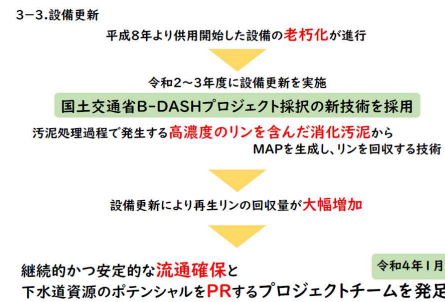 3-3.設備更新
平成8年より供用開始した設備の老朽化が進行
令和2~3年度に設備更新を実施
国土交通省B-DASHプロジェクト採択の新技術を採用
汚泥処理過程で発生する高濃度のリンを含んだ消化汚泥から
MAPを生成し、リンを回収する技術
設備更新により再生リンの回収量が大幅増加
継続的かつ安定的な流通確保と
令和4年1月
下水道資源のポテンシャルをPRするプロジェクトチームを発足